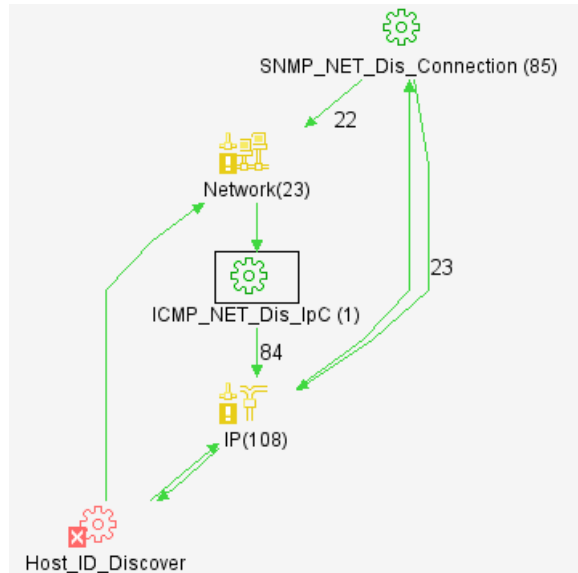 SNMP_NET_Dis_Connection (85)
22
Network(23)
23
ICMP_NET_Dis_IpC (1)
84
IP(108)
Host_ID_Discover